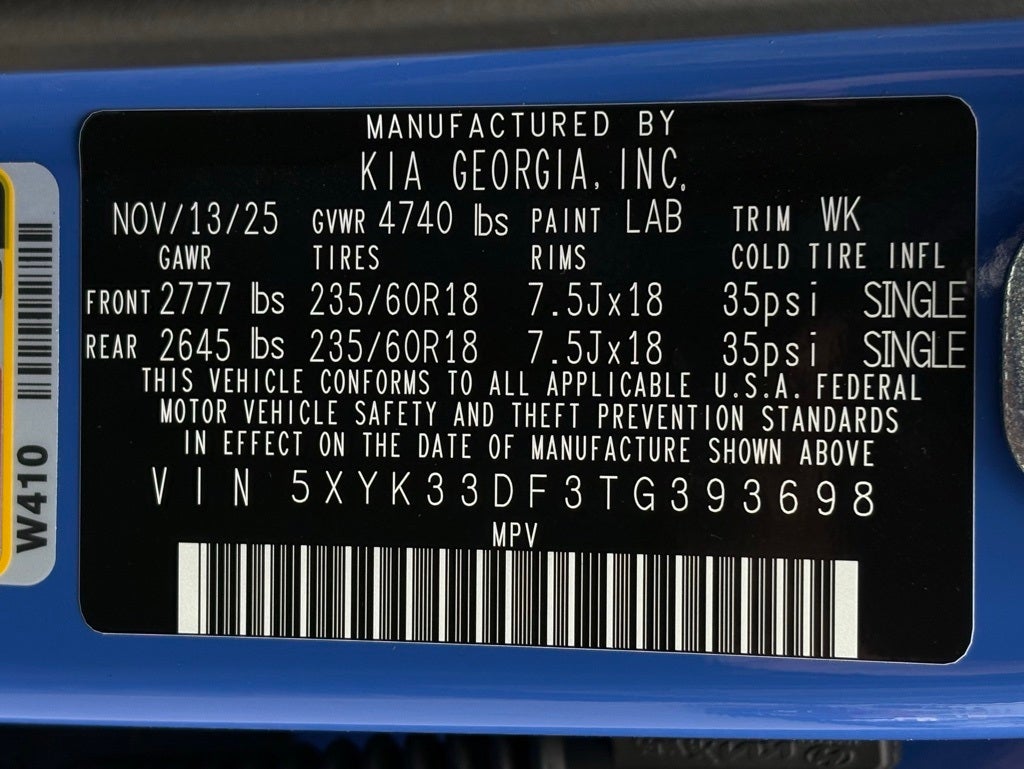 MANUFACTURED BY
KIA GEORGIA, INC.
NOV/13/25 GVWR 4740 lbs PAINT LAB TRIM WK
GAWR TIRES RIMS COLD TIRE INFL
FRONT 2777 lbs 235/60R18 7.5Jx18 35psi SINGLE
REAR 2645 lbs 235/60R18 7.5Jx18 35psi SINGLE
THIS VEHICLE CONFORMS TO ALL APPLICABLE U.S.A. FEDERAL
MOTOR VEHICLE SAFETY AND THEFT PREVENTION STANDARDS
IN EFFECT ON THE DATE OF MANUFACTURE SHOWN ABOVE
VIN 5XYK33DF3TG393698
MPV
W410